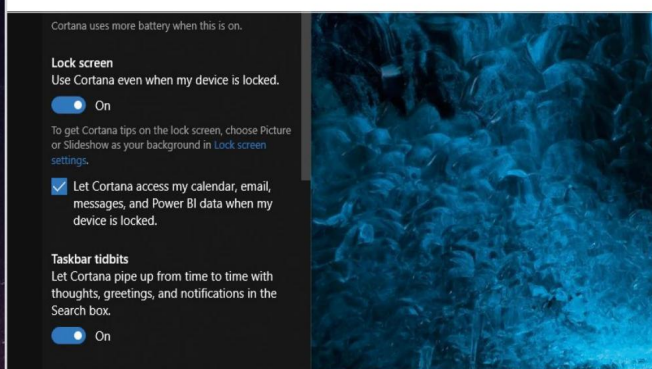 Cortana uses more battery when this is on.
Lock screen
Use Cortana even when my device is locked.
On
To get Cortana tips on the lock screen, choose Picture
or Slideshow as your background in Lock screen
settings.
Let Cortana access my calendar, email,
messages, and Power BI data when my
device is locked.
Taskbar tidbits
Let Cortana pipe up from time to time with
thoughts, greetings, and notifications in the
Search box.
On